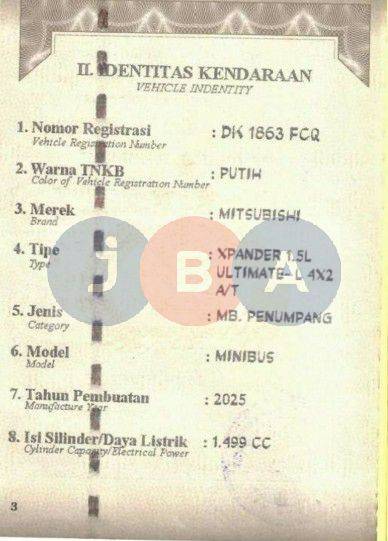 II. IDENTITAS KENDARAAN
VEHICLE INDENTITY
1. Nomor Registrasi : DK 1863 FCQ
Vehicle Registration Number
2. Warna TNKB : PUTIH
Color of Vehicle Registration Number
3. Merek : MITSUBISHI
Brand
4. Tipe : XPANDER 1.5L
Type ULTIMATE-L 4X2
A/T
5. Jenis : MB. PENUMPANG
Category
6. Model : MINIBUS
Model
7. Tahun Pembuatan : 2025
Manufacture Year
8. Isi Silinder/Daya Listrik : 1.499 CC
Cylinder Capacity/Electrical Power
3
jBA